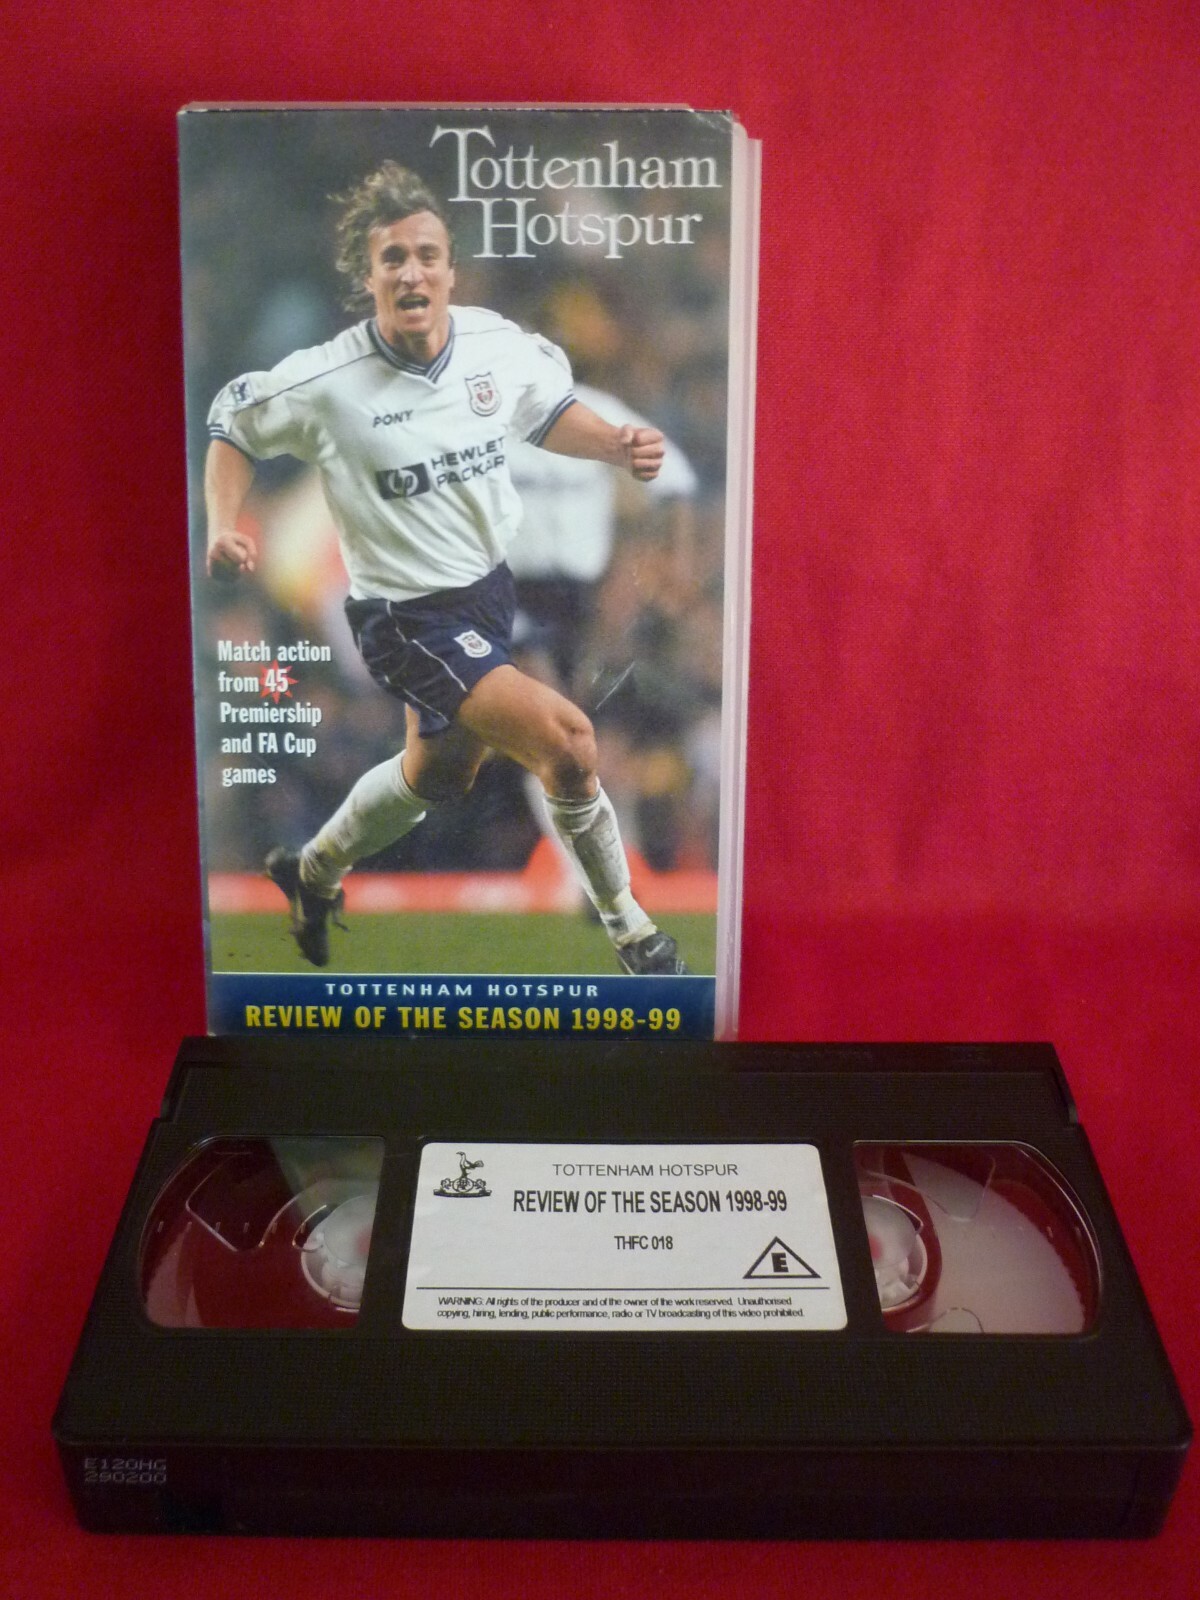 Tottenham
Hotspur
PONY
hp HEWLET
PACKAR
Match action
from 45
Premiership
and FA Cup
games
TOTTENHAM HOTSPUR
REVIEW OF THE SEASON 1998-99
TOTTENHAM HOTSPUR
REVIEW OF THE SEASON 1998-99
THFC 018
E
WARNING: All rights of the producer and of the owner of the work reserved. Unauthorised
copying, hiring, lending, public performance, radio or TV broadcasting of this video prohibited.
E120HG
290200